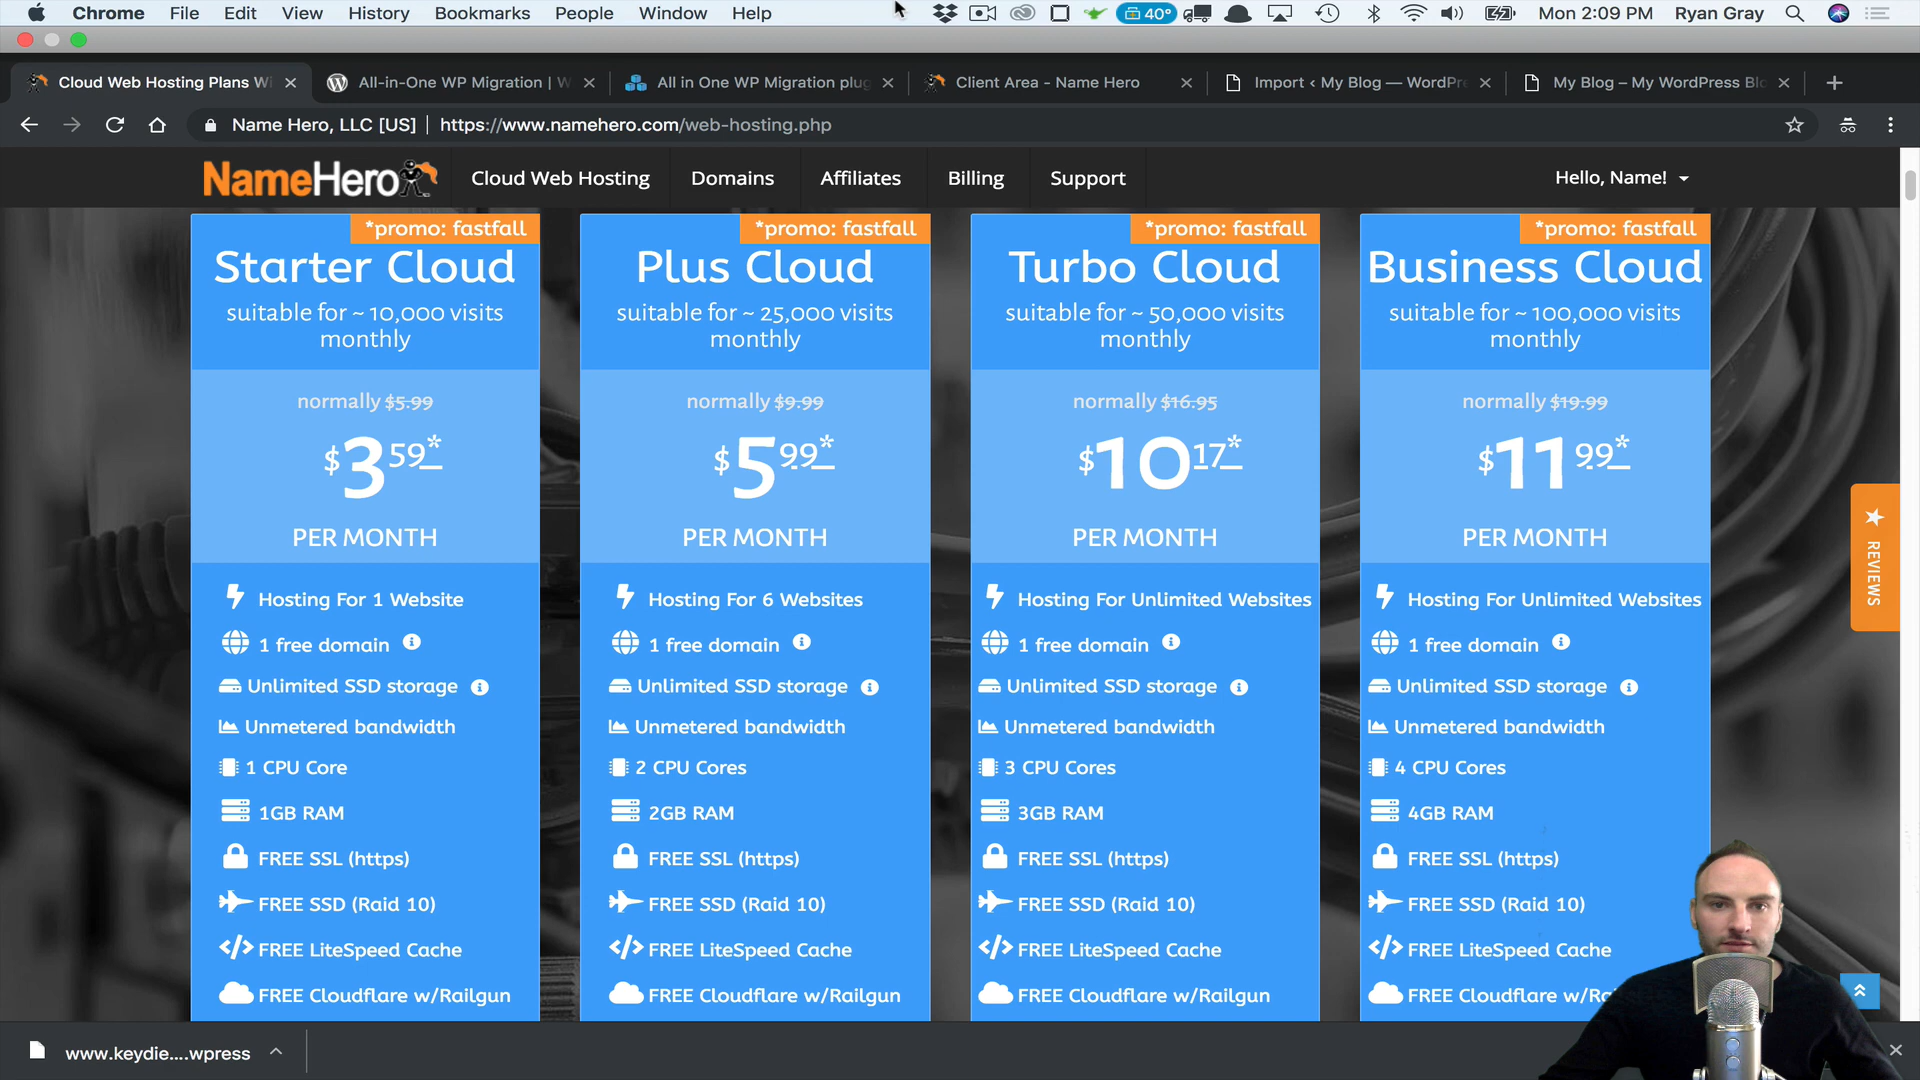 Chrome File Edit View History Bookmarks People Window Help 40° Mon 2:09 PM Ryan Gray
Cloud Web Hosting Plans Wi All-in-One WP Migration | W All in One WP Migration plug Client Area - Name Hero Import ‹ My Blog — WordPre My Blog – My WordPress Blo
Name Hero, LLC [US] | https://www.namehero.com/web-hosting.php
NameHero Cloud Web Hosting Domains Affiliates Billing Support Hello, Name!
*promo: fastfall
Starter Cloud
suitable for ~ 10,000 visits
monthly
normally $5.99
$3.59*
PER MONTH
Hosting For 1 Website
1 free domain
Unlimited SSD storage
Unmetered bandwidth
1 CPU Core
1GB RAM
FREE SSL (https)
FREE SSD (Raid 10)
FREE LiteSpeed Cache
FREE Cloudflare w/Railgun
*promo: fastfall
Plus Cloud
suitable for ~ 25,000 visits
monthly
normally $9.99
$5.99*
PER MONTH
Hosting For 6 Websites
1 free domain
Unlimited SSD storage
Unmetered bandwidth
2 CPU Cores
2GB RAM
FREE SSL (https)
FREE SSD (Raid 10)
FREE LiteSpeed Cache
FREE Cloudflare w/Railgun
*promo: fastfall
Turbo Cloud
suitable for ~ 50,000 visits
monthly
normally $16.95
$10.17*
PER MONTH
Hosting For Unlimited Websites
1 free domain
Unlimited SSD storage
Unmetered bandwidth
3 CPU Cores
3GB RAM
FREE SSL (https)
FREE SSD (Raid 10)
FREE LiteSpeed Cache
FREE Cloudflare w/Railgun
*promo: fastfall
Business Cloud
suitable for ~ 100,000 visits
monthly
normally $19.99
$11.99*
PER MONTH
Hosting For Unlimited Websites
1 free domain
Unlimited SSD storage
Unmetered bandwidth
4 CPU Cores
4GB RAM
FREE SSL (https)
FREE SSD (Raid 10)
FREE LiteSpeed Cache
FREE Cloudflare w/Ra
REVIEWS
www.keydie....wpress